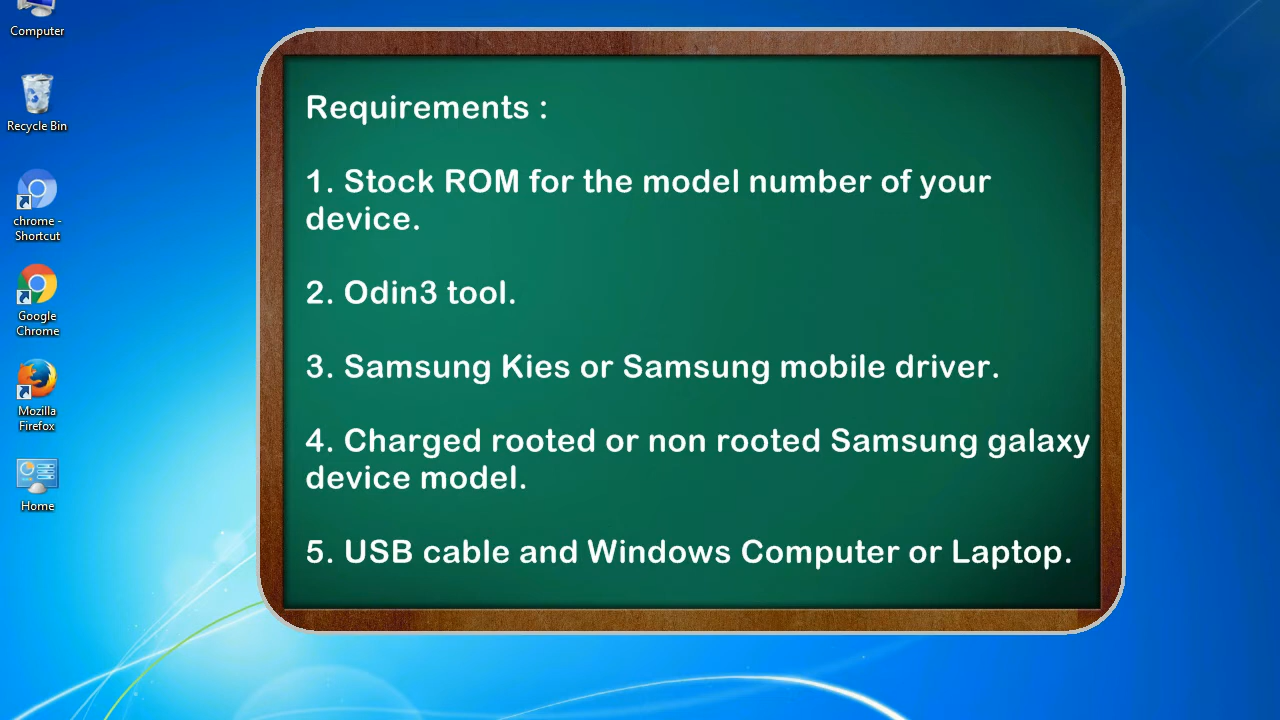 Computer
Recycle Bin
chrome -
Shortcut
Google
Chrome
Mozilla
Firefox
Home
Requirements :
1. Stock ROM for the model number of your
device.
2. Odin3 tool.
3. Samsung Kies or Samsung mobile driver.
4. Charged rooted or non rooted Samsung galaxy
device model.
5. USB cable and Windows Computer or Laptop.